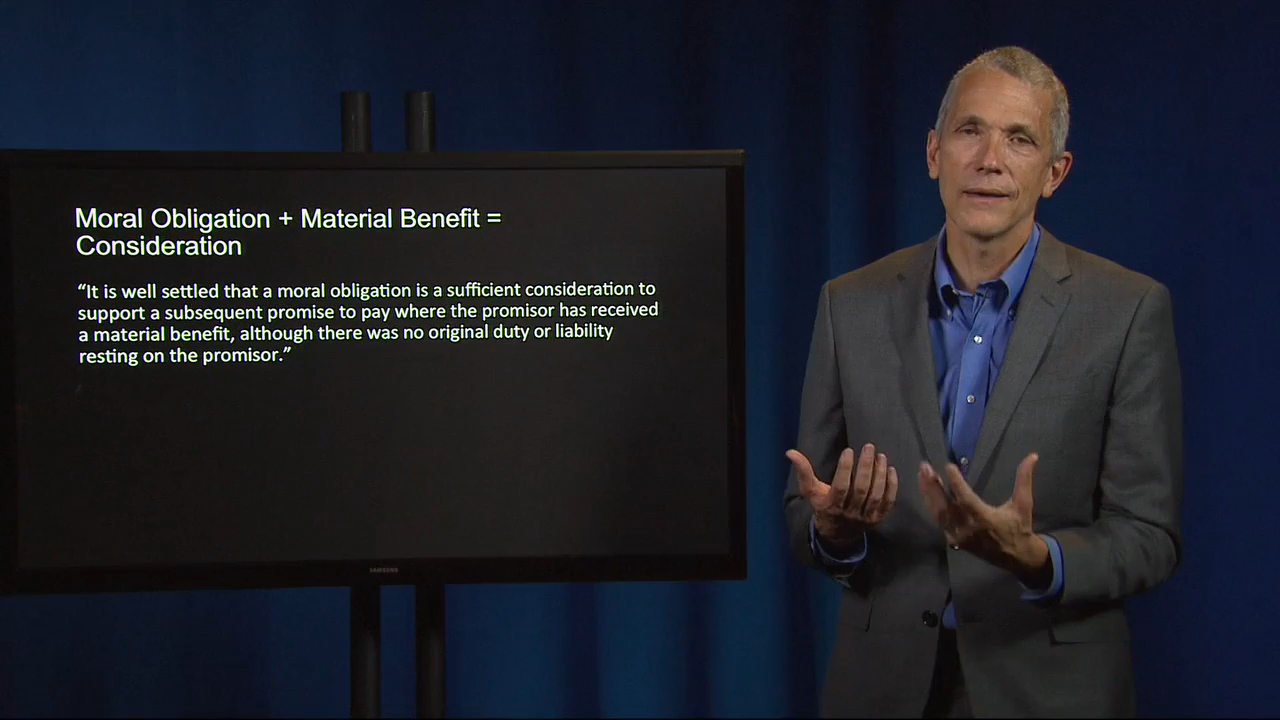 Moral Obligation + Material Benefit =
Consideration
“It is well settled that a moral obligation is a sufficient consideration to
support a subsequent promise to pay where the promisor has received
a material benefit, although there was no original duty or liability
resting on the promisor.”
SAMSUNG